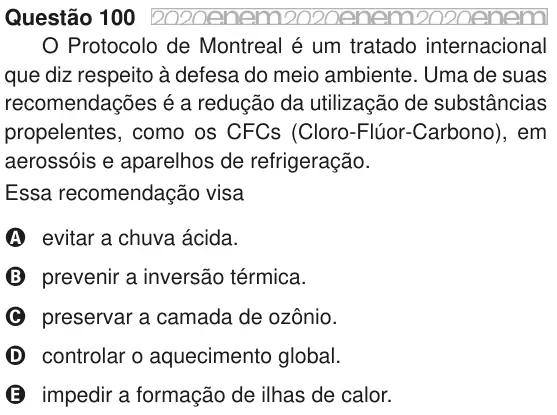 Questão 100 2020enem2020enem2020enem
O Protocolo de Montreal é um tratado internacional
que diz respeito à defesa do meio ambiente. Uma de suas
recomendações é a redução da utilização de substâncias
propelentes, como os CFCs (Cloro-Flúor-Carbono), em
aerossóis e aparelhos de refrigeração.
Essa recomendação visa
A evitar a chuva ácida.
B prevenir a inversão térmica.
C preservar a camada de ozônio.
D controlar o aquecimento global.
E impedir a formação de ilhas de calor.